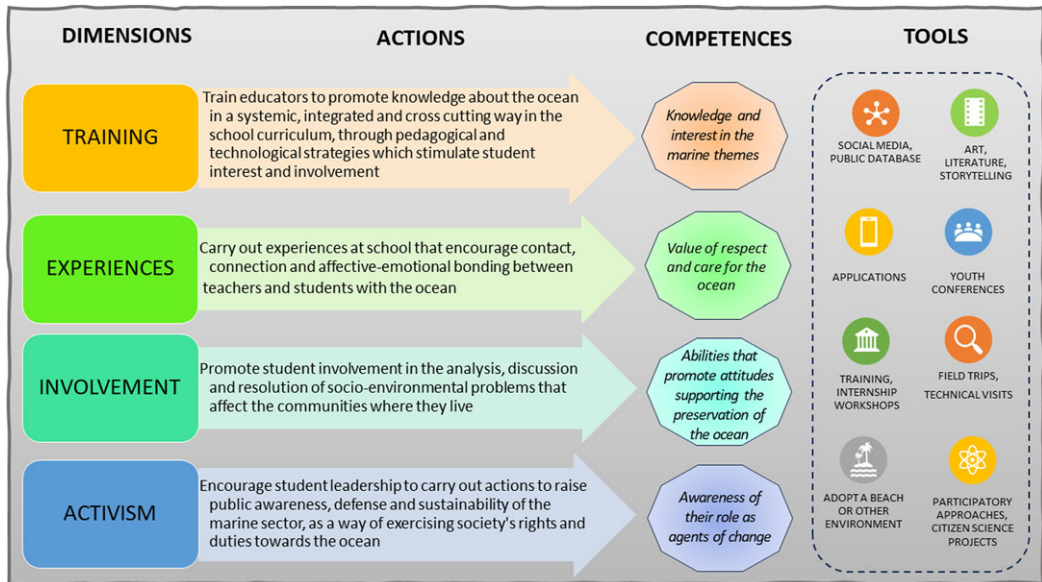 DIMENSIONS
ACTIONS
COMPETENCES
TOOLS
TRAINING
Train educators to promote knowledge about the ocean
in a systemic, integrated and cross cutting way in the
school curriculum, through pedagogical and
technological strategies which stimulate student
interest and involvement
Knowledge and
interest in the
marine themes
EXPERIENCES
Carry out experiences at school that encourage contact,
connection and affective-emotional bonding between
teachers and students with the ocean
Value of respect
and care for the
ocean
INVOLVEMENT
Promote student involvement in the analysis, discussion
and resolution of socio-environmental problems that
affect the communities where they live
Abilities that
promote attitudes
supporting the
preservation of
the ocean
ACTIVISM
Encourage student leadership to carry out actions to raise
public awareness, defense and sustainability of the
marine sector, as a way of exercising society's rights and
duties towards the ocean
Awareness of
their role as
agents of change
SOCIAL MEDIA,
PUBLIC DATABASE
ART,
LITERATURE,
STORYTELLING
APPLICATIONS
YOUTH
CONFERENCES
TRAINING,
INTERNSHIP
WORKSHOPS
FIELD TRIPS,
TECHNICAL VISITS
ADOPT A BEACH
OR OTHER
ENVIRONMENT
PARTICIPATORY
APPROACHES,
CITIZEN SCIENCE
PROJECTS